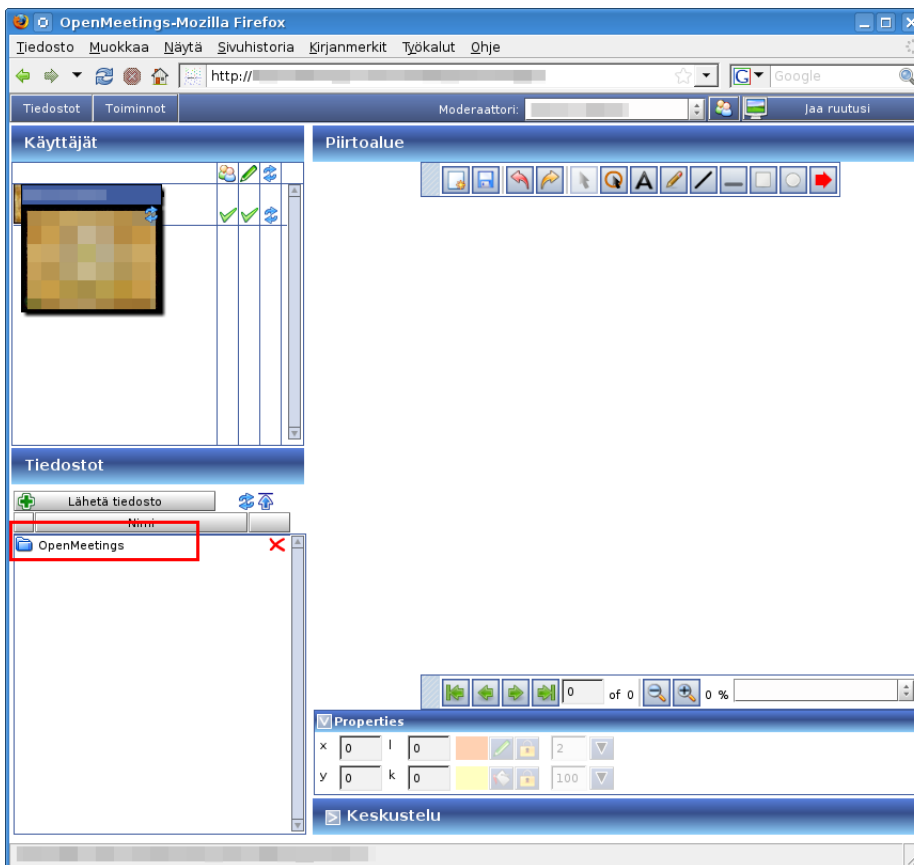 OpenMeetings-Mozilla Firefox
Tiedosto Muokkaa Näytä Sivuhistoria Kirjanmerkit Työkalut Ohje
http:// G Google
Tiedostot Toiminnot Moderaattori: Jaa ruutusi
Käyttäjät
Piirtoalue
A
Tiedostot
Lähetä tiedosto
Nimi
OpenMeetings
0 of 0 0 %
Properties
x 0 l 0 2
y 0 k 0 100
Keskustelu